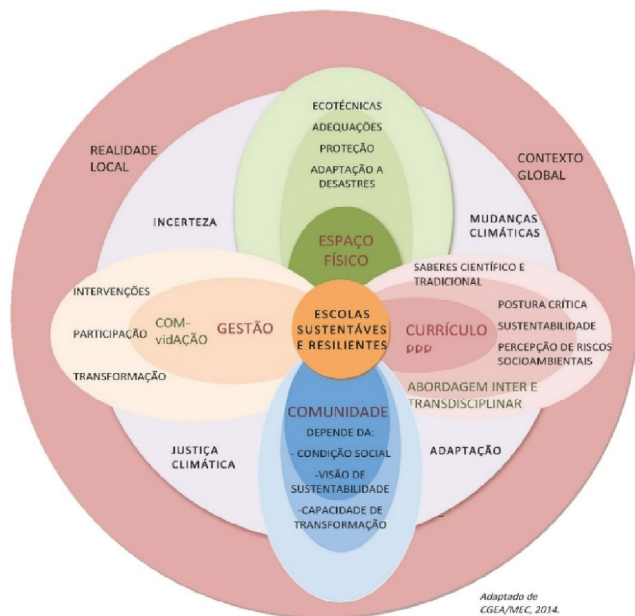 ECOTÉCNICAS
ADEQUAÇÕES
PROTEÇÃO
ADAPTAÇÃO A
DESASTRES
REALIDADE
LOCAL
CONTEXTO
GLOBAL
INCERTEZA
MUDANÇAS
CLIMÁTICAS
ESPAÇO
FÍSICO
INTERVENÇÕES
PARTICIPAÇÃO
TRANSFORMAÇÃO
COM-
vidAÇÃO
GESTÃO
ESCOLAS
SUSTENTÁVES
E RESILIENTES
SABERES CIENTÍFICO E
TRADICIONAL
CURRÍCULO
PPP
POSTURA CRÍTICA
SUSTENTABILIDADE
PERCEPÇÃO DE RISCOS
SOCIOAMBIENTAIS
ABORDAGEM INTER E
TRANSDISCIPLINAR
COMUNIDADE
DEPENDE DA:
- CONDIÇÃO SOCIAL
-VISÃO DE
SUSTENTABILIDADE
-CAPACIDADE DE
TRANSFORMAÇÃO
JUSTIÇA
CLIMÁTICA
ADAPTAÇÃO
Adaptado de
CGEA/MEC, 2014.